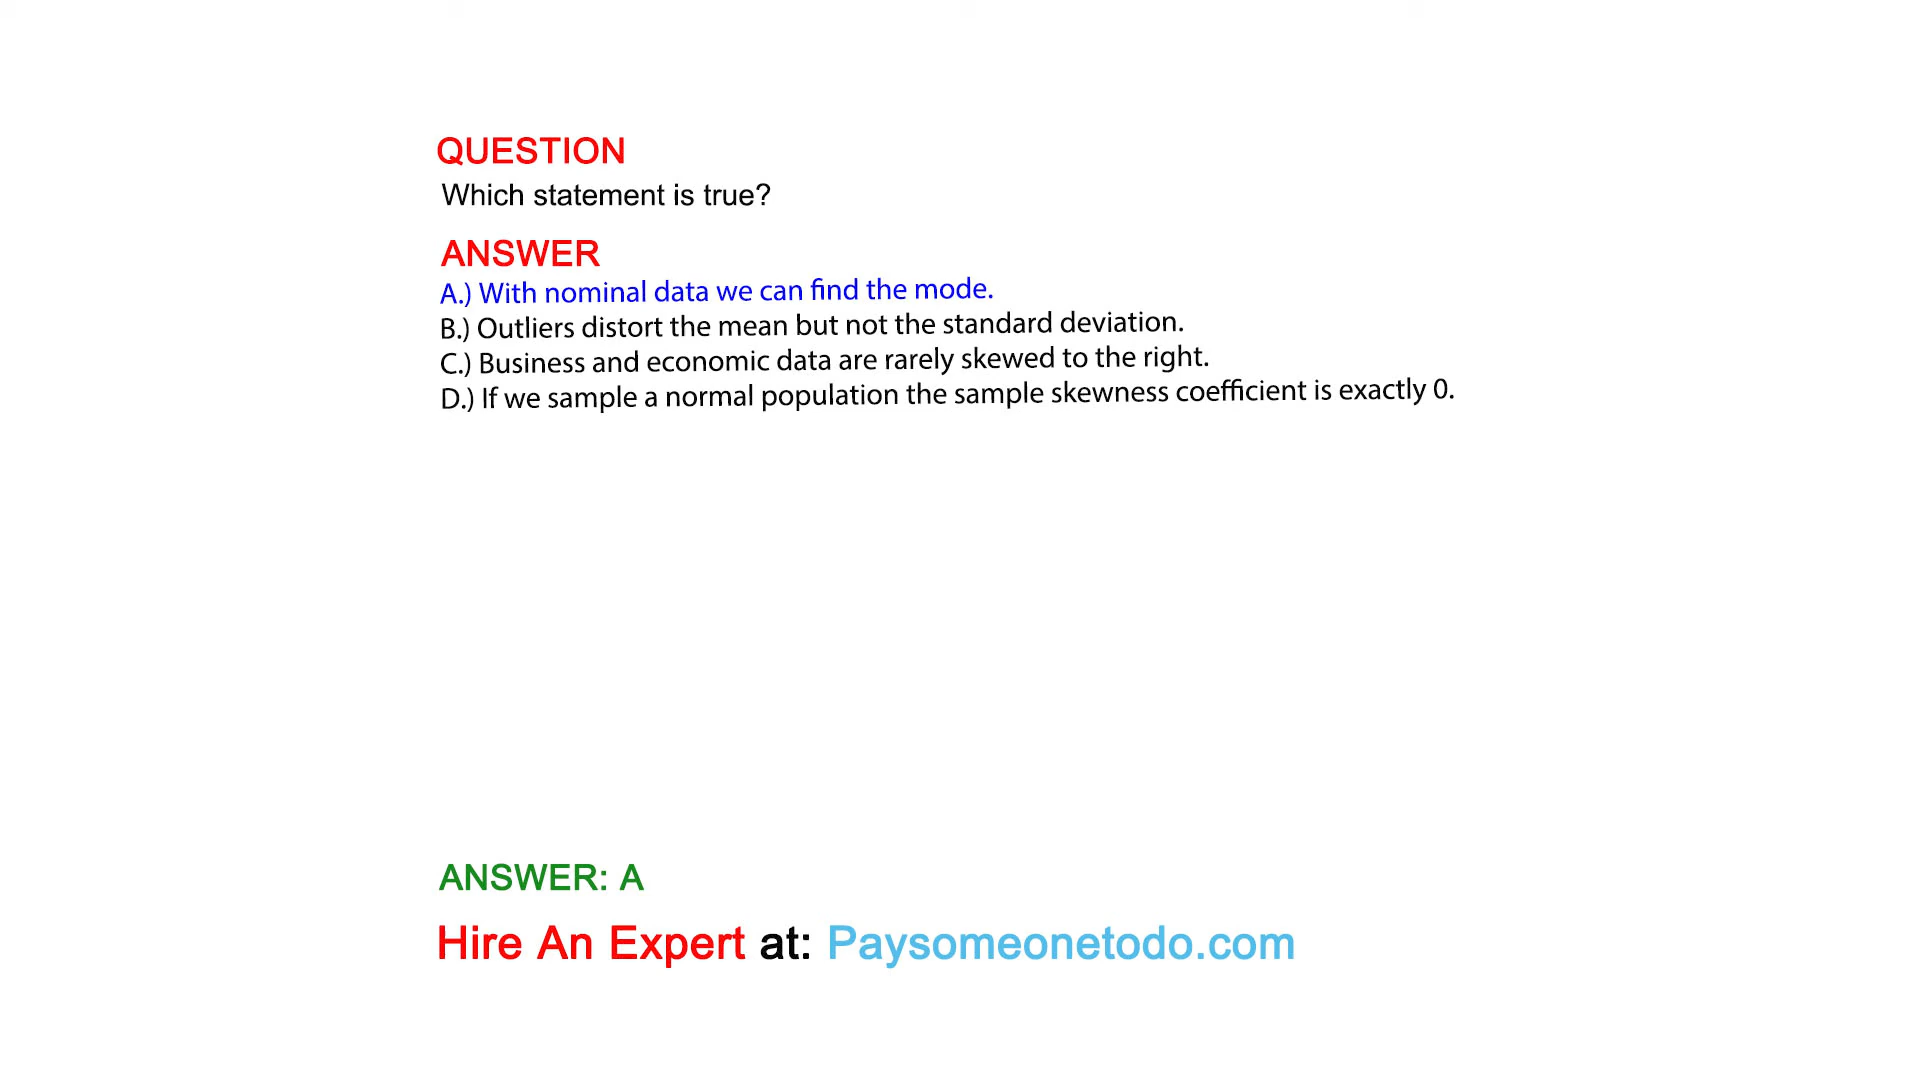 QUESTION
Which statement is true?
ANSWER
A.) With nominal data we can find the mode.
B.) Outliers distort the mean but not the standard deviation.
C.) Business and economic data are rarely skewed to the right.
D.) If we sample a normal population the sample skewness coefficient is exactly 0.
ANSWER: A
Hire An Expert at: Paysomeonetodo.com